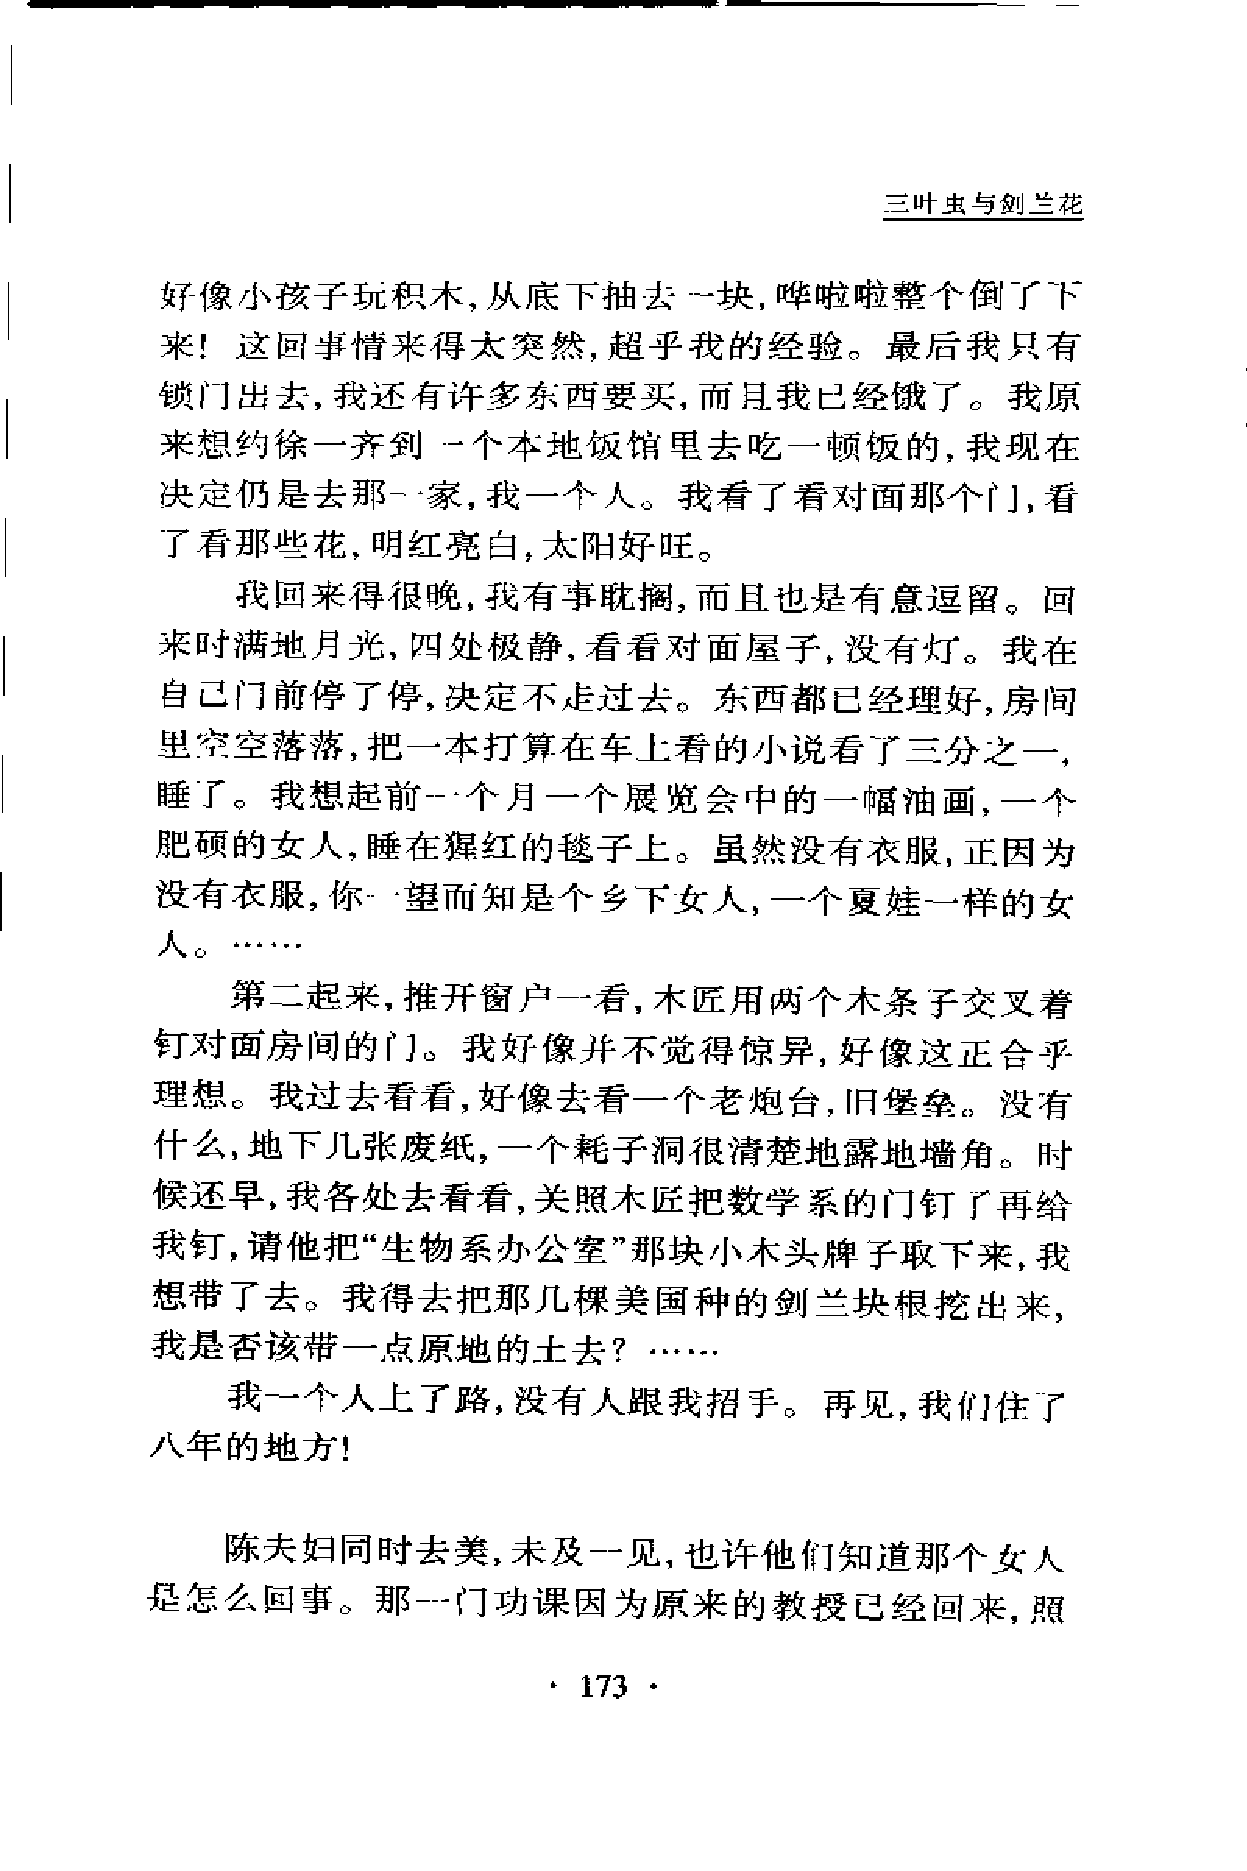 三叶虫与剑兰花
好像小孩子玩积木,从底下抽去一块,哗啦啦整个倒了下
来! 这回事情来得太突然,超乎我的经验。最后我只有
锁门出去,我还有许多东西要买,而且我已经饿了。我原
来想约徐一齐到一个本地饭馆里去吃一顿饭的,我现在
决定仍是去那一家,我一个人。我看了看对面那个门,看
了看那些花,明红亮白,太阳好旺。
我回来得很晚,我有事耽搁,而且也是有意逗留。回
来时满地月光,四处极静,看看对面屋子,没有灯。我在
自己门前停了停,决定不走过去。东西都已经理好,房间
里空空落落,把一本打算在车上看的小说看了三分之一,
睡了。我想起前一个月一个展览会中的一幅油画,一个
肥硕的女人,睡在猩红的毯子上。虽然没有衣服,正因为
没有衣服,你一望而知是个乡下女人,一个夏娃一样的女
人。……
第二起来,推开窗户一看,木匠用两个木条子交叉着
钉对面房间的门。我好像并不觉得惊异,好像这正合乎
理想。我过去看看,好像去看一个老炮台,旧堡垒。没有
什么,地下几张废纸,一个耗子洞很清楚地露地墙角。时
候还早,我各处去看看,关照木匠把数学系的门钉了再给
我钉,请他把“生物系办公室”那块小木头牌子取下来,我
想带了去。我得去把那几棵美国种的剑兰块根挖出来,
我是否该带一点原地的土去? ……
我一个人上了路,没有人跟我招手。再见,我们住了
八年的地方!
陈夫妇同时去美,未及一见,也许他们知道那个女人
是怎么回事。那一门功课因为原来的教授已经回来,照
· 173 ·